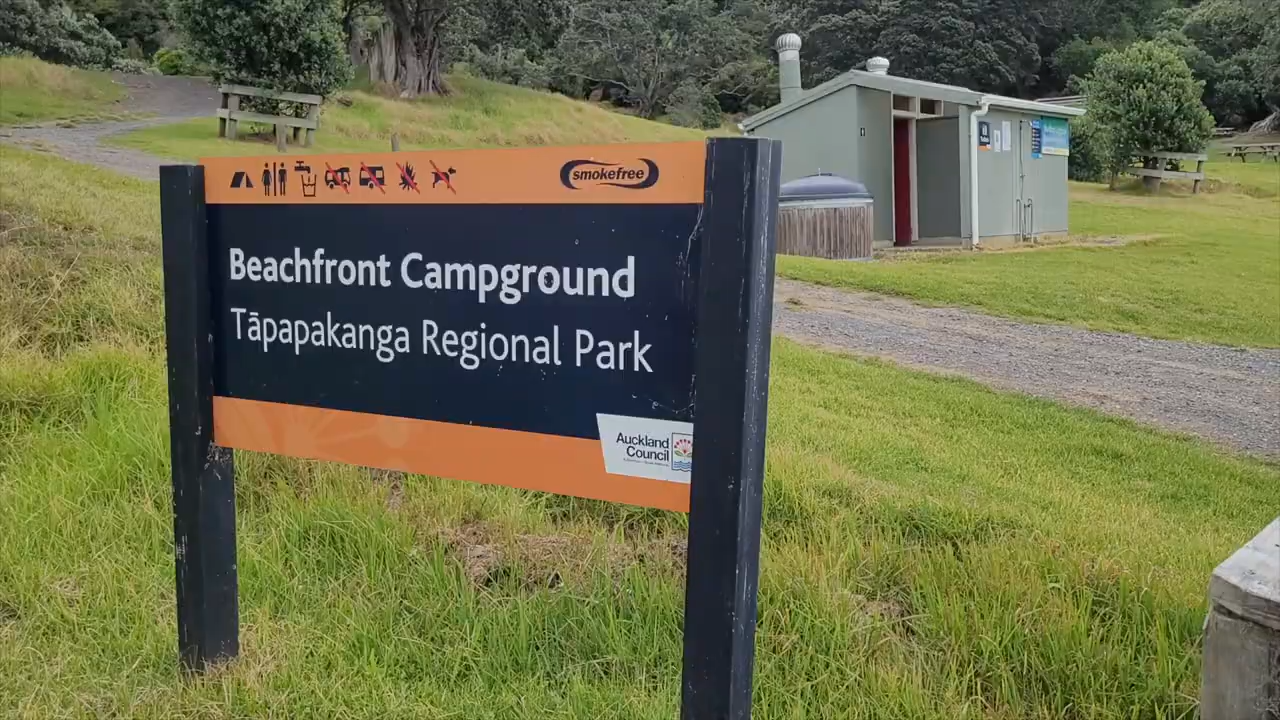 smokefree
Beachfront Campground
Tāpapakanga Regional Park
Auckland
Council